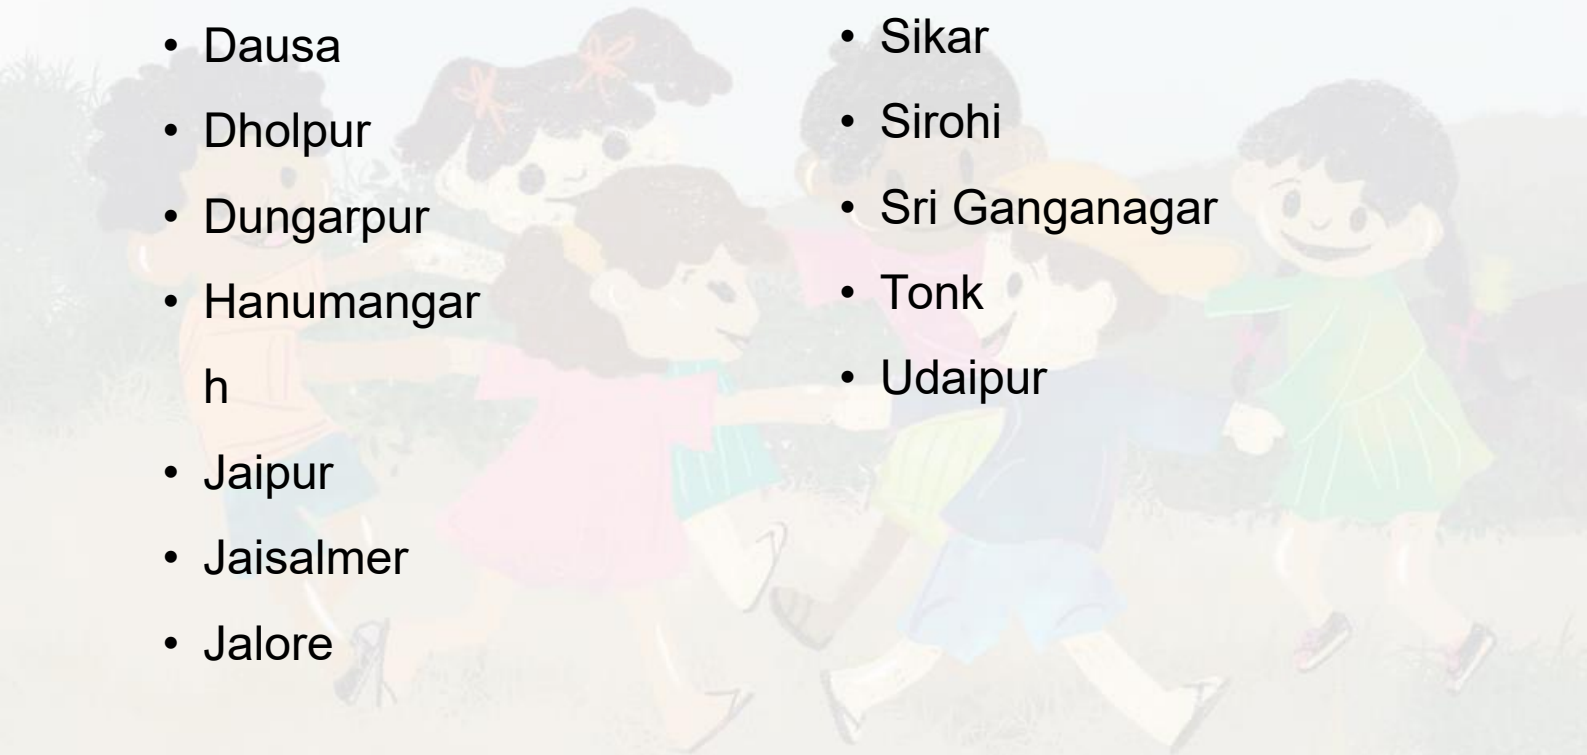 • Dausa
• Dholpur
• Dungarpur
• Hanumangar
h
• Jaipur
• Jaisalmer
• Jalore
• Sikar
• Sirohi
• Sri Ganganagar
• Tonk
• Udaipur